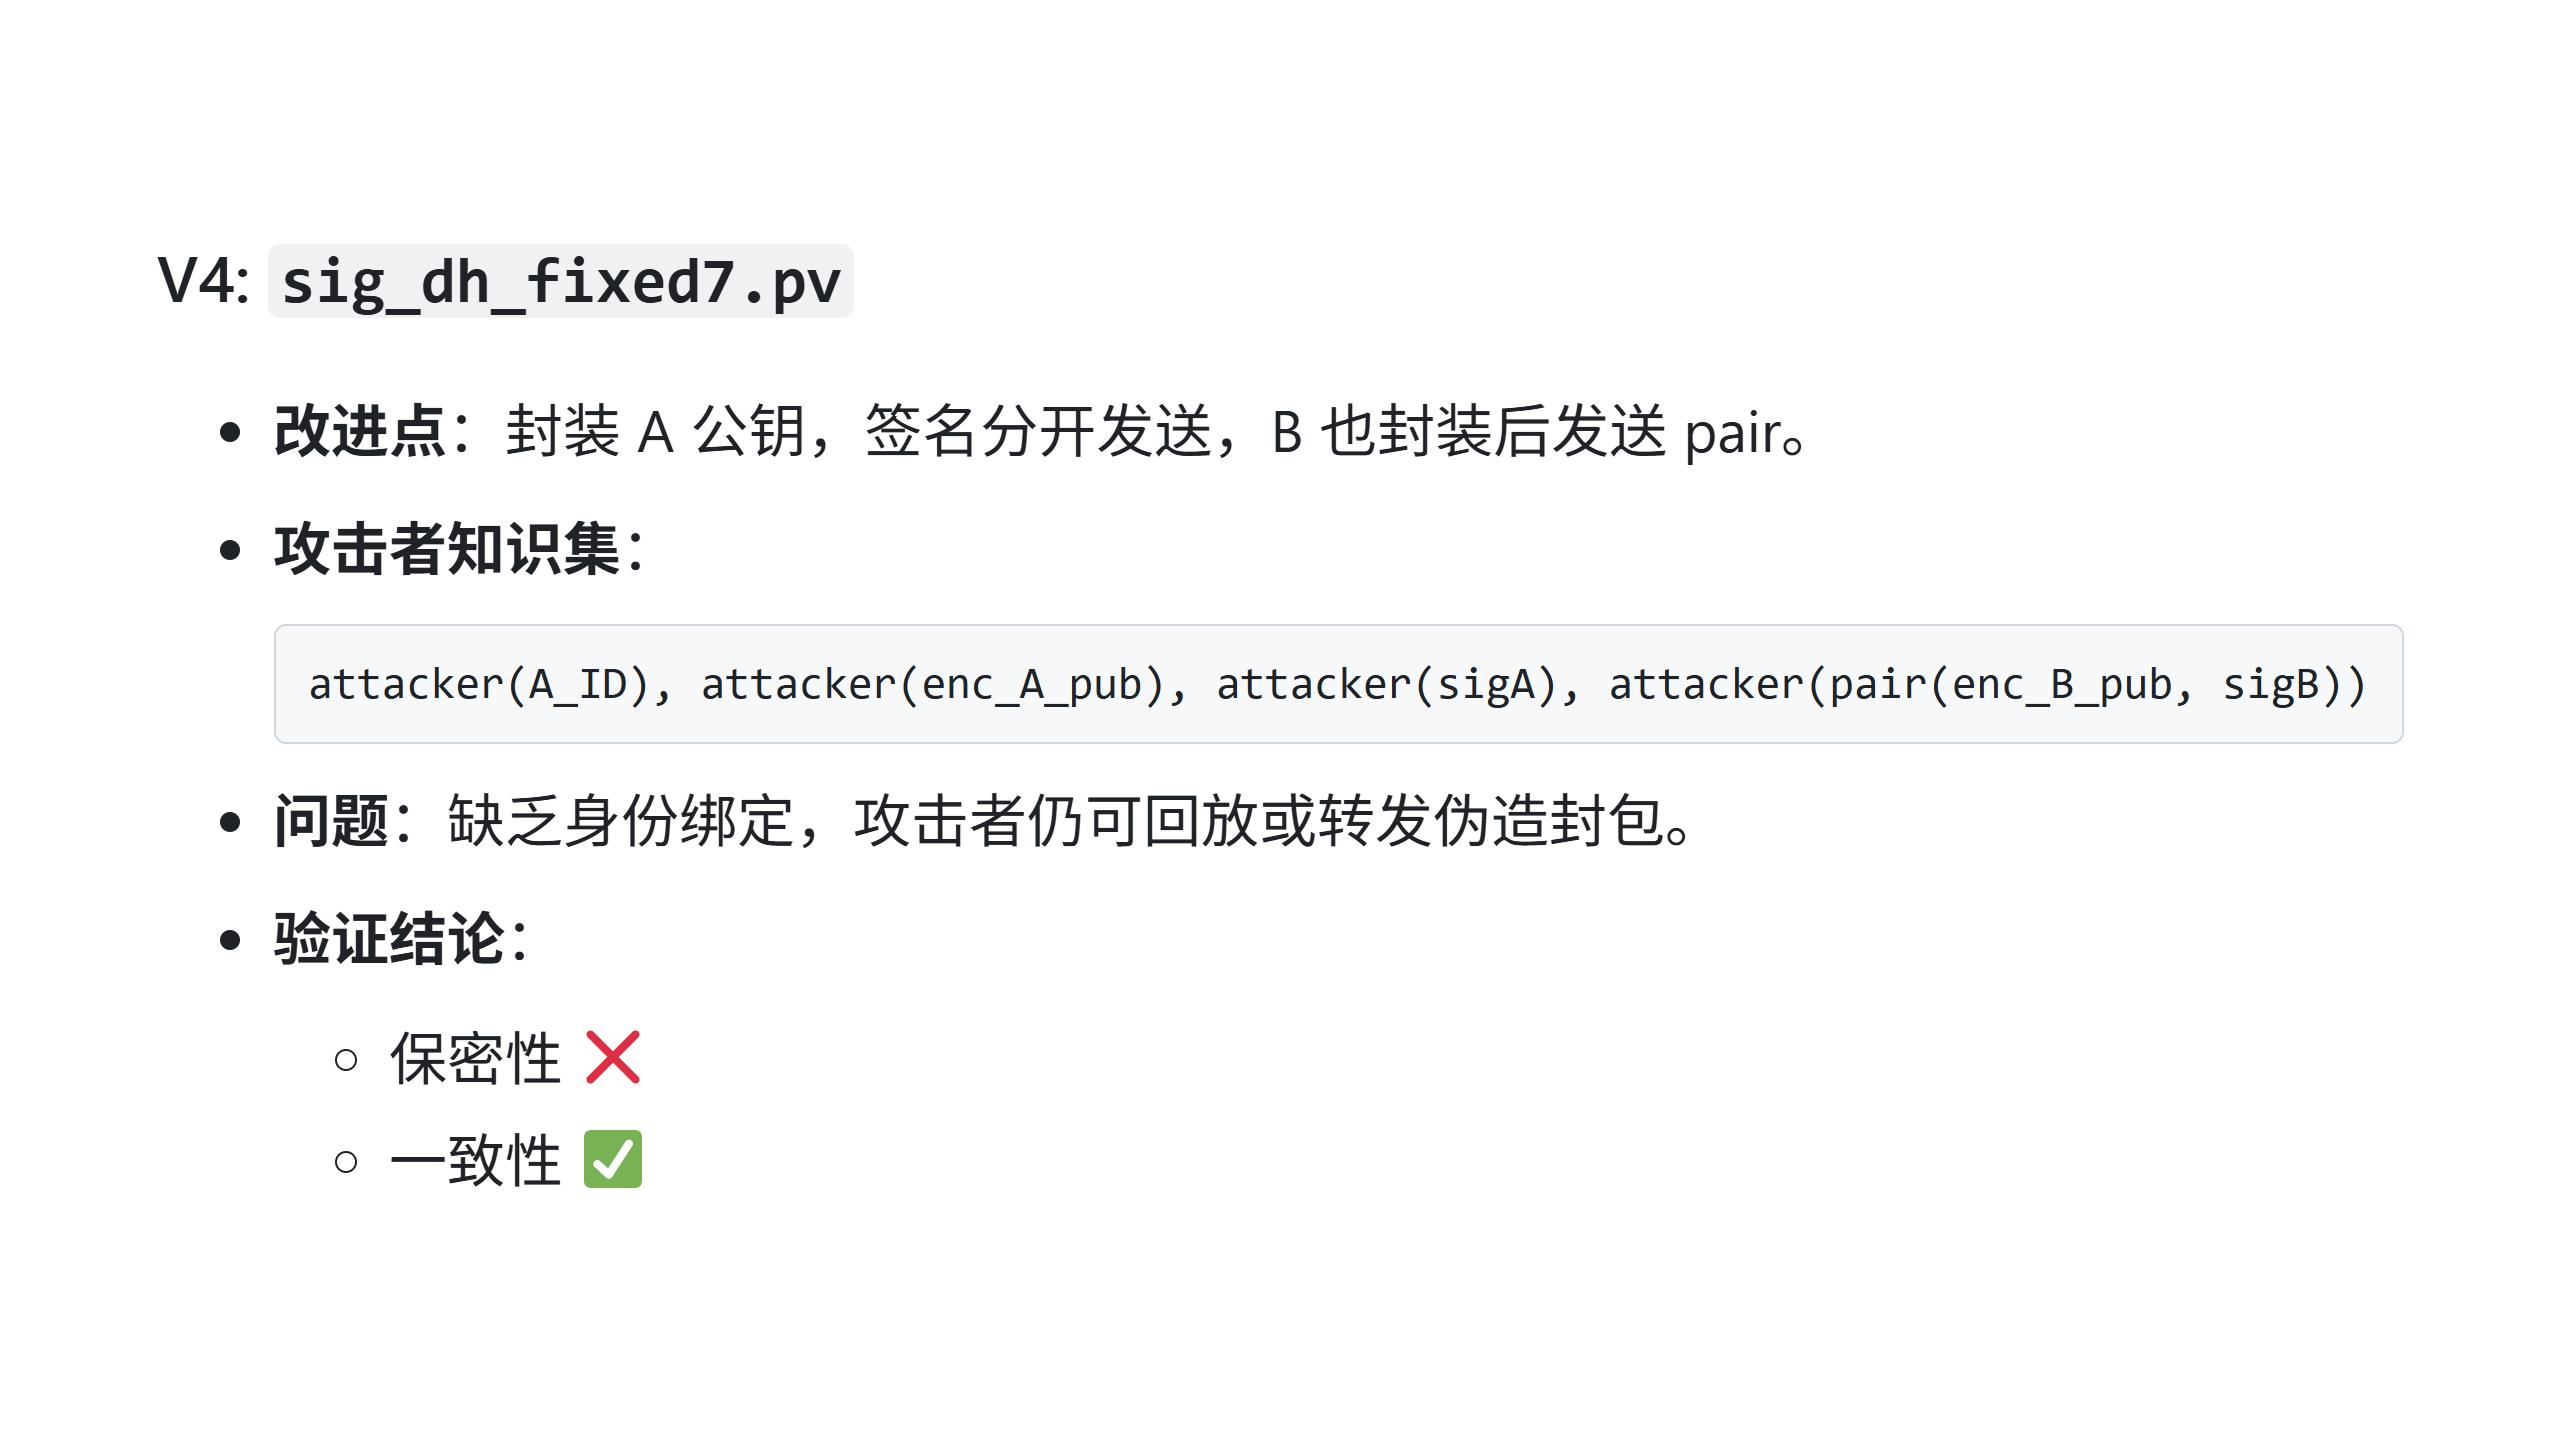 V4: sig_dh_fixed7.pv
改进点：封装 A 公钥，签名分开发送，B 也封装后发送 pair。
攻击者知识集：
attacker(A_ID), attacker(enc_A_pub), attacker(sigA), attacker(pair(enc_B_pub, sigB))
问题：缺乏身份绑定，攻击者仍可回放或转发伪造封包。
验证结论：
保密性 ❌
一致性 ✅